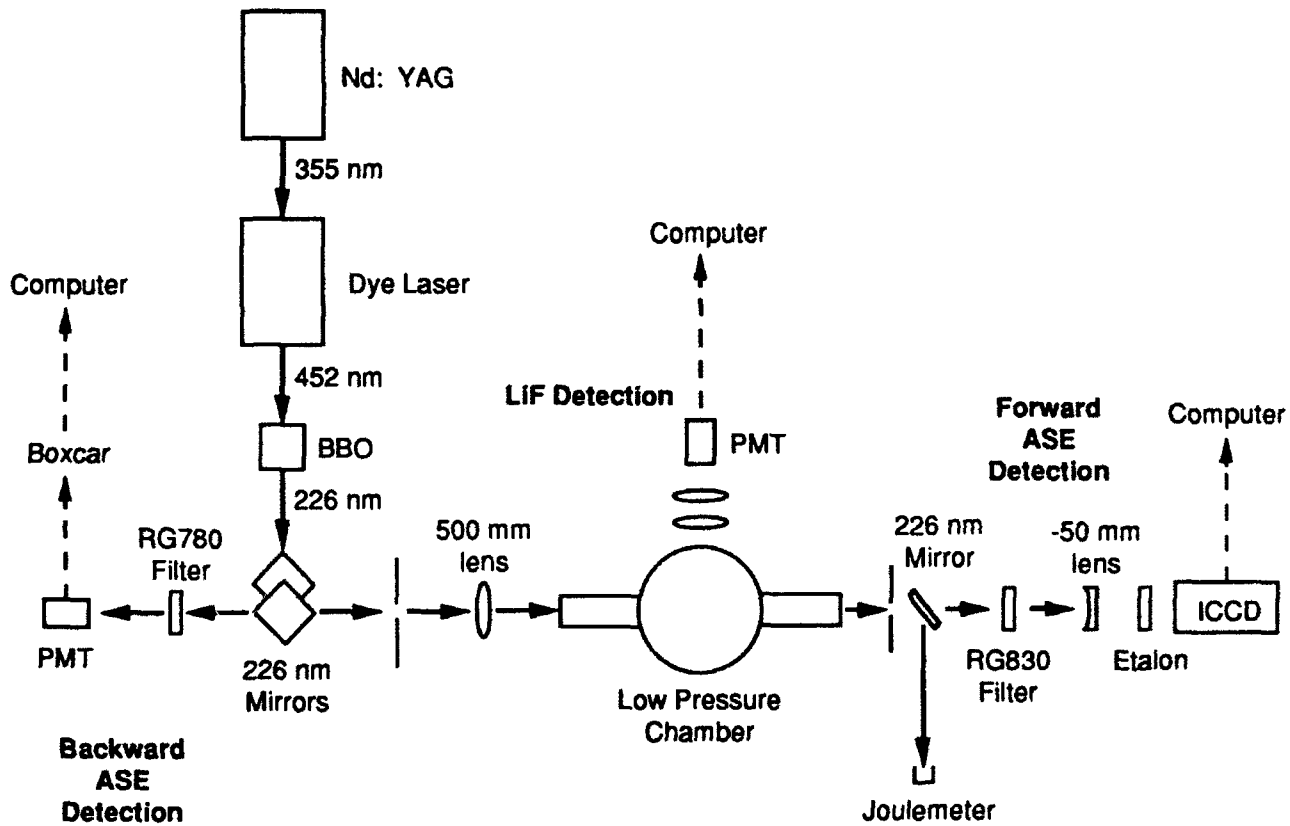 Nd: YAG
355 nm
Computer
Dye Laser
Computer
452 nm
LIF Detection
Forward
ASE
Detection
Computer
Boxcar
BBO
PMT
226 nm
RG780
Filter
500 mm
lens
226 nm
Mirror
-50 mm
lens
ICCD
PMT
226 nm
Mirrors
Low Pressure
Chamber
RG830
Filter
Etalon
Backward
ASE
Detection
Joulemeter